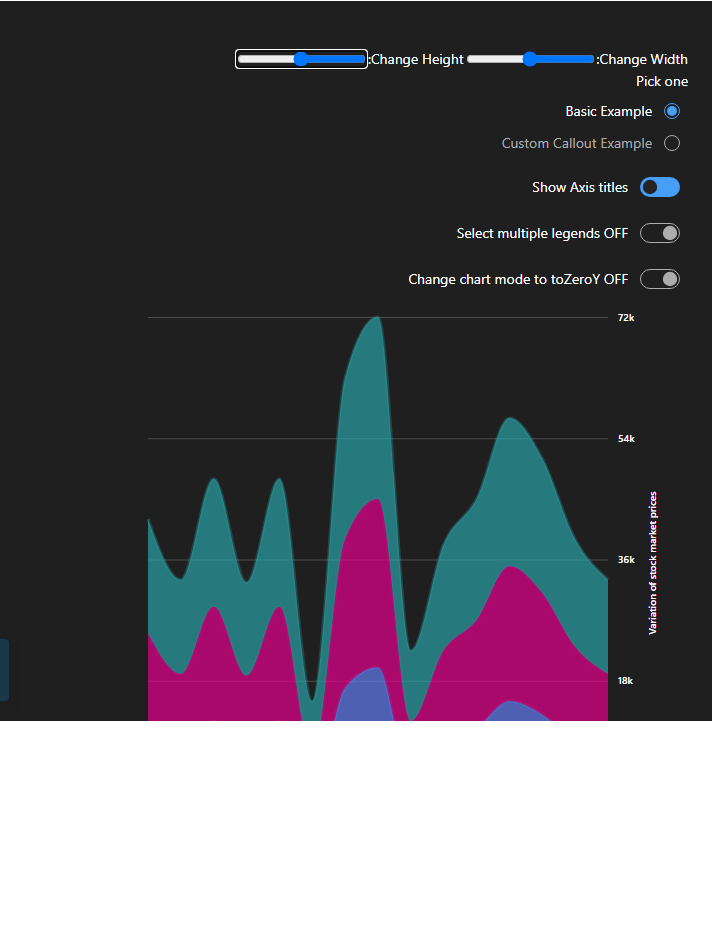 :Change Height :Change Width
Pick one
Basic Example
Custom Callout Example
Show Axis titles
Select multiple legends OFF
Change chart mode to toZeroY OFF
72k
54k
36k
Variation of stock market prices
18k